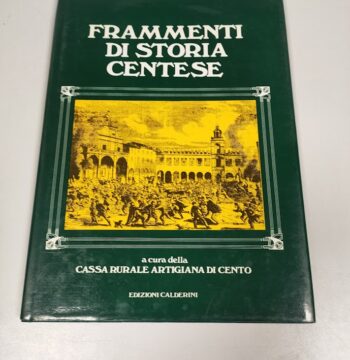 FRAMMENTI
DI STORIA
CENTESE
a cura della
CASSA RURALE ARTIGIANA DI CENTO
EDIZIONI CALDERINI